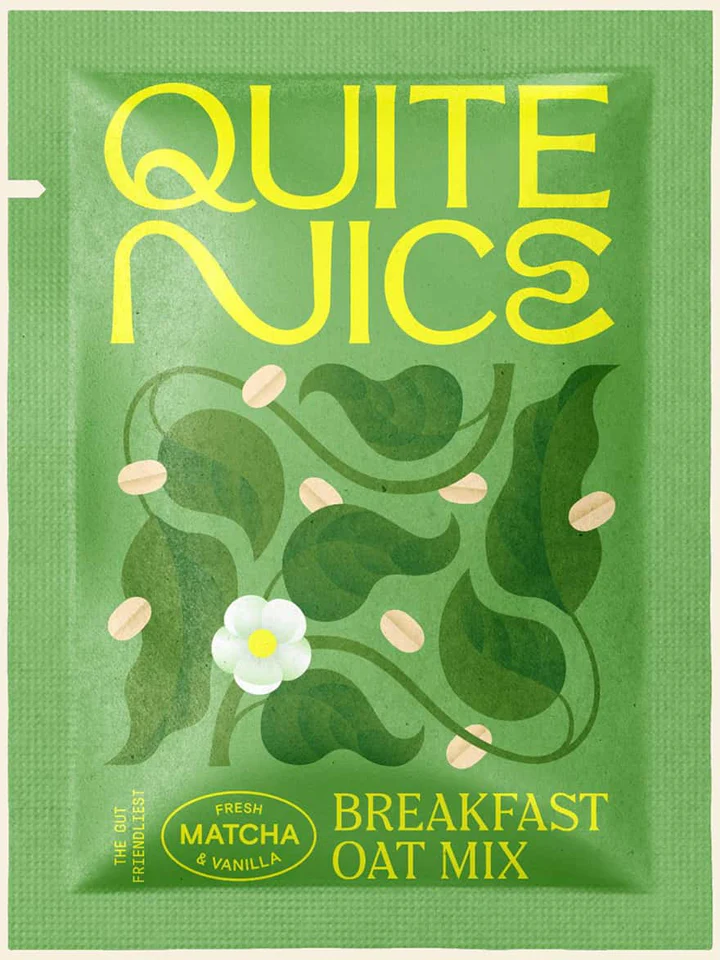 QUITE
NICE
THE GUT
FRIENDLIEST
FRESH
MATCHA
& VANILLA
BREAKFAST
OAT MIX